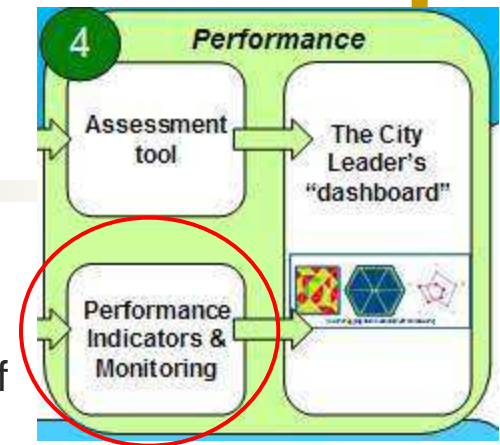 4
Performance
Assessment
tool
The City
Leader's
"dashboard"
Performance
Indicators &
Monitoring
f